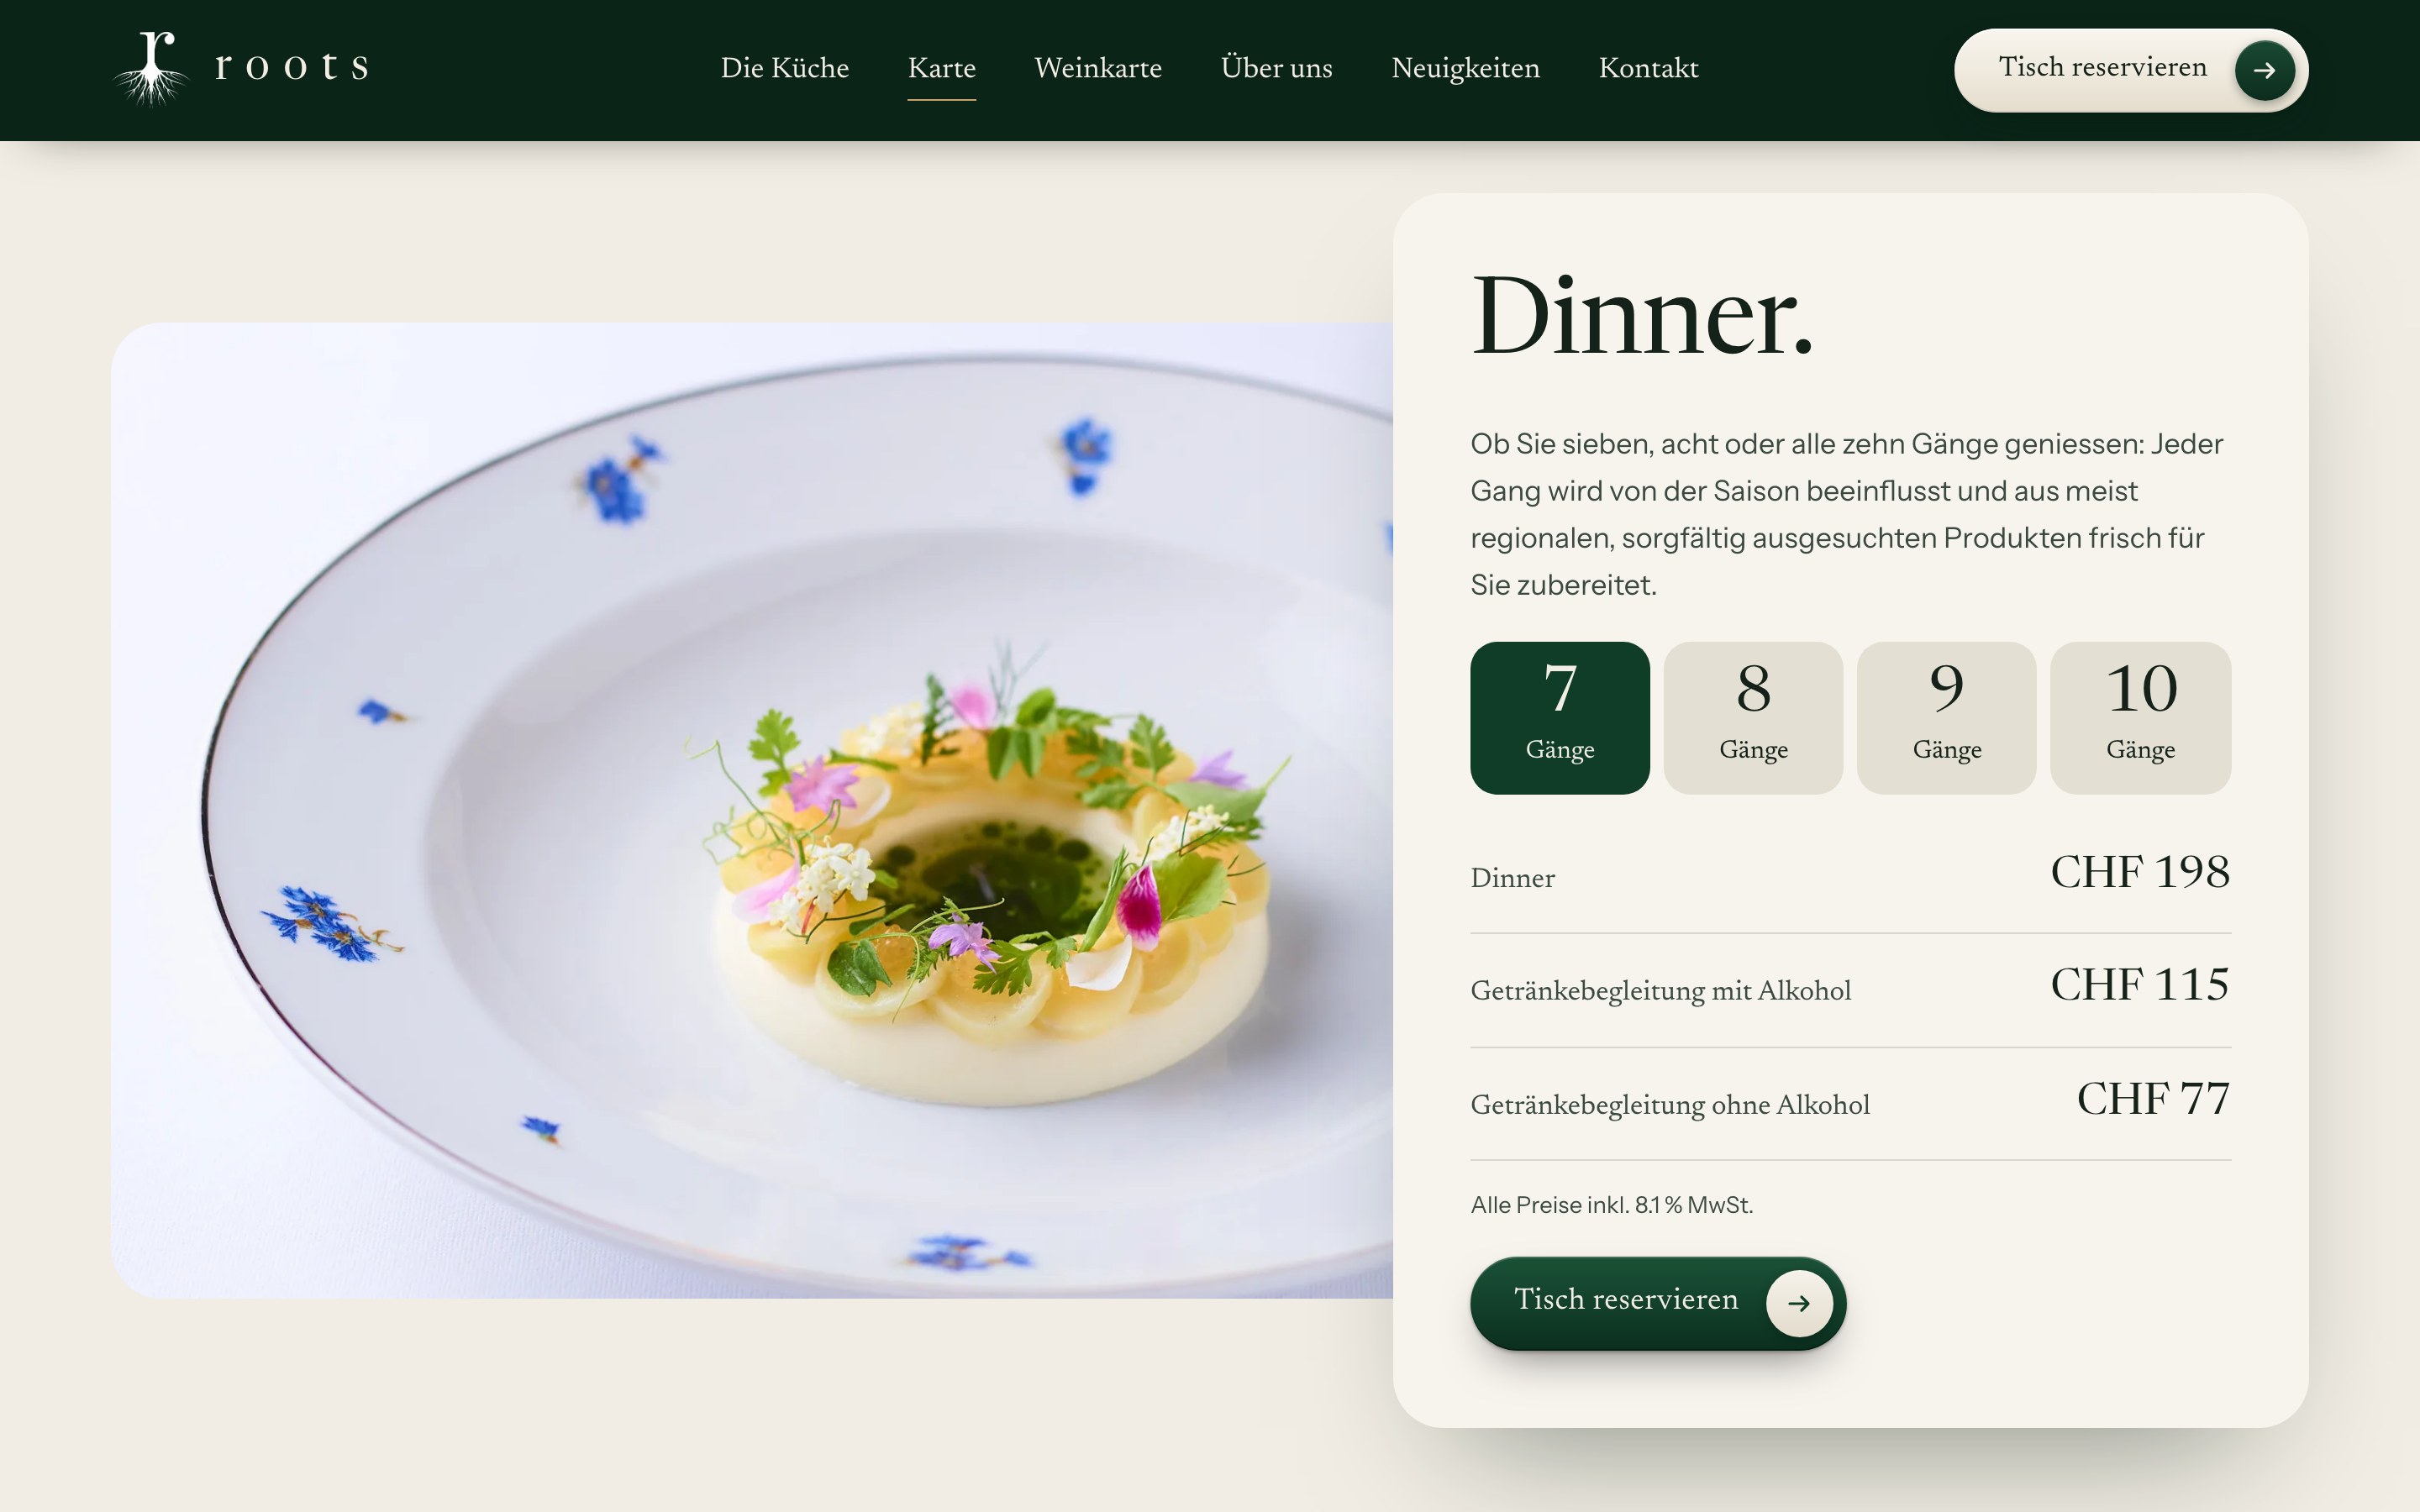 r roots
Die Küche Karte Weinkarte Über uns Neuigkeiten Kontakt
Tisch reservieren
Dinner.
Ob Sie sieben, acht oder alle zehn Gänge geniessen: Jeder
Gang wird von der Saison beeinflusst und aus meist
regionalen, sorgfältig ausgesuchten Produkten frisch für
Sie zubereitet.
7 Gänge
8 Gänge
9 Gänge
10 Gänge
Dinner CHF 198
Getränkebegleitung mit Alkohol CHF 115
Getränkebegleitung ohne Alkohol CHF 77
Alle Preise inkl. 8.1 % MwSt.
Tisch reservieren